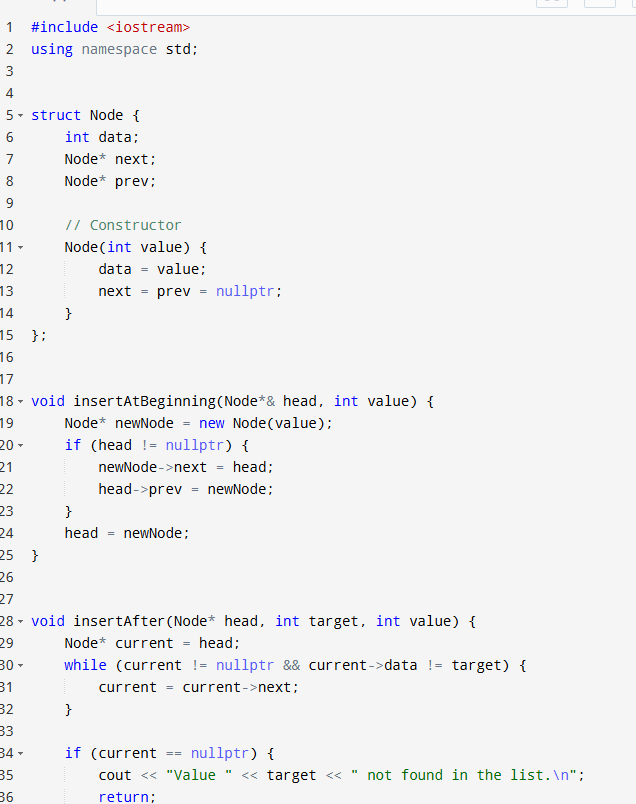 1 #include <iostream>
2 using namespace std;
3
4
5 struct Node {
6     int data;
7     Node* next;
8     Node* prev;
9
10     // Constructor
11     Node(int value) {
12         data = value;
13         next = prev = nullptr;
14     }
15 };
16
17
18 void insertAtBeginning(Node*& head, int value) {
19     Node* newNode = new Node(value);
20     if (head != nullptr) {
21         newNode->next = head;
22         head->prev = newNode;
23     }
24     head = newNode;
25 }
26
27
28 void insertAfter(Node* head, int target, int value) {
29     Node* current = head;
30     while (current != nullptr && current->data != target) {
31         current = current->next;
32     }
33
34     if (current == nullptr) {
35         cout << "Value " << target << " not found in the list.\n";
36         return;